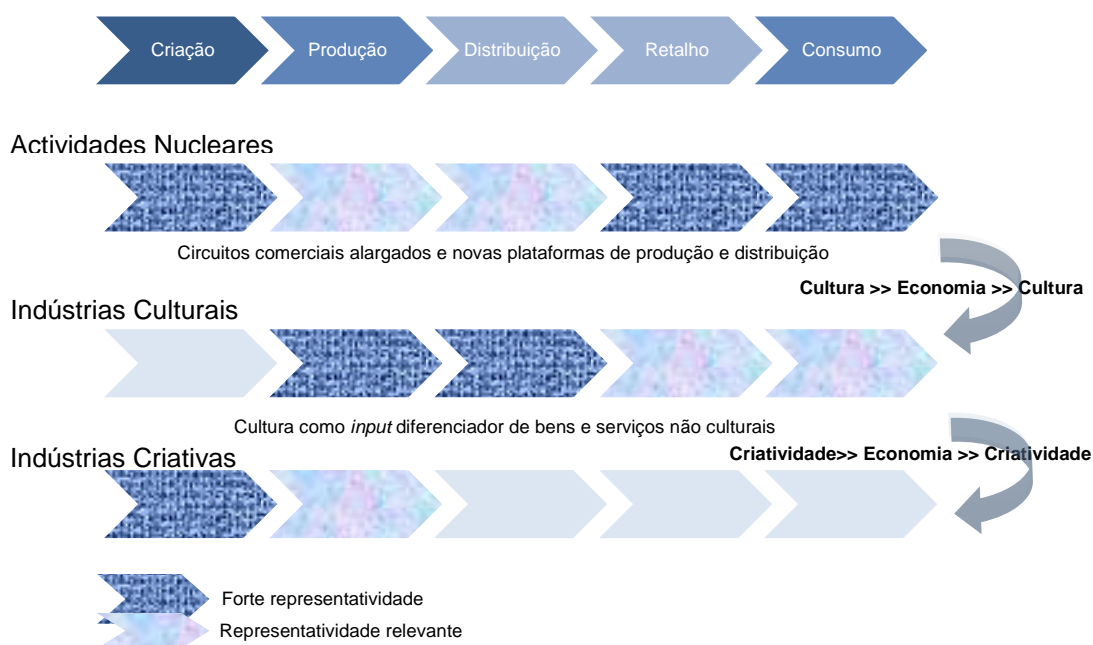 Criação Produção Distribuição Retalho Consumo
Actividades Nucleares
Circuitos comerciais alargados e novas plataformas de produção e distribuição
Cultura >> Economia >> Cultura
Indústrias Culturais
Cultura como input diferenciador de bens e serviços não culturais
Criatividade>> Economia >> Criatividade
Indústrias Criativas
Forte representatividade
Representatividade relevante